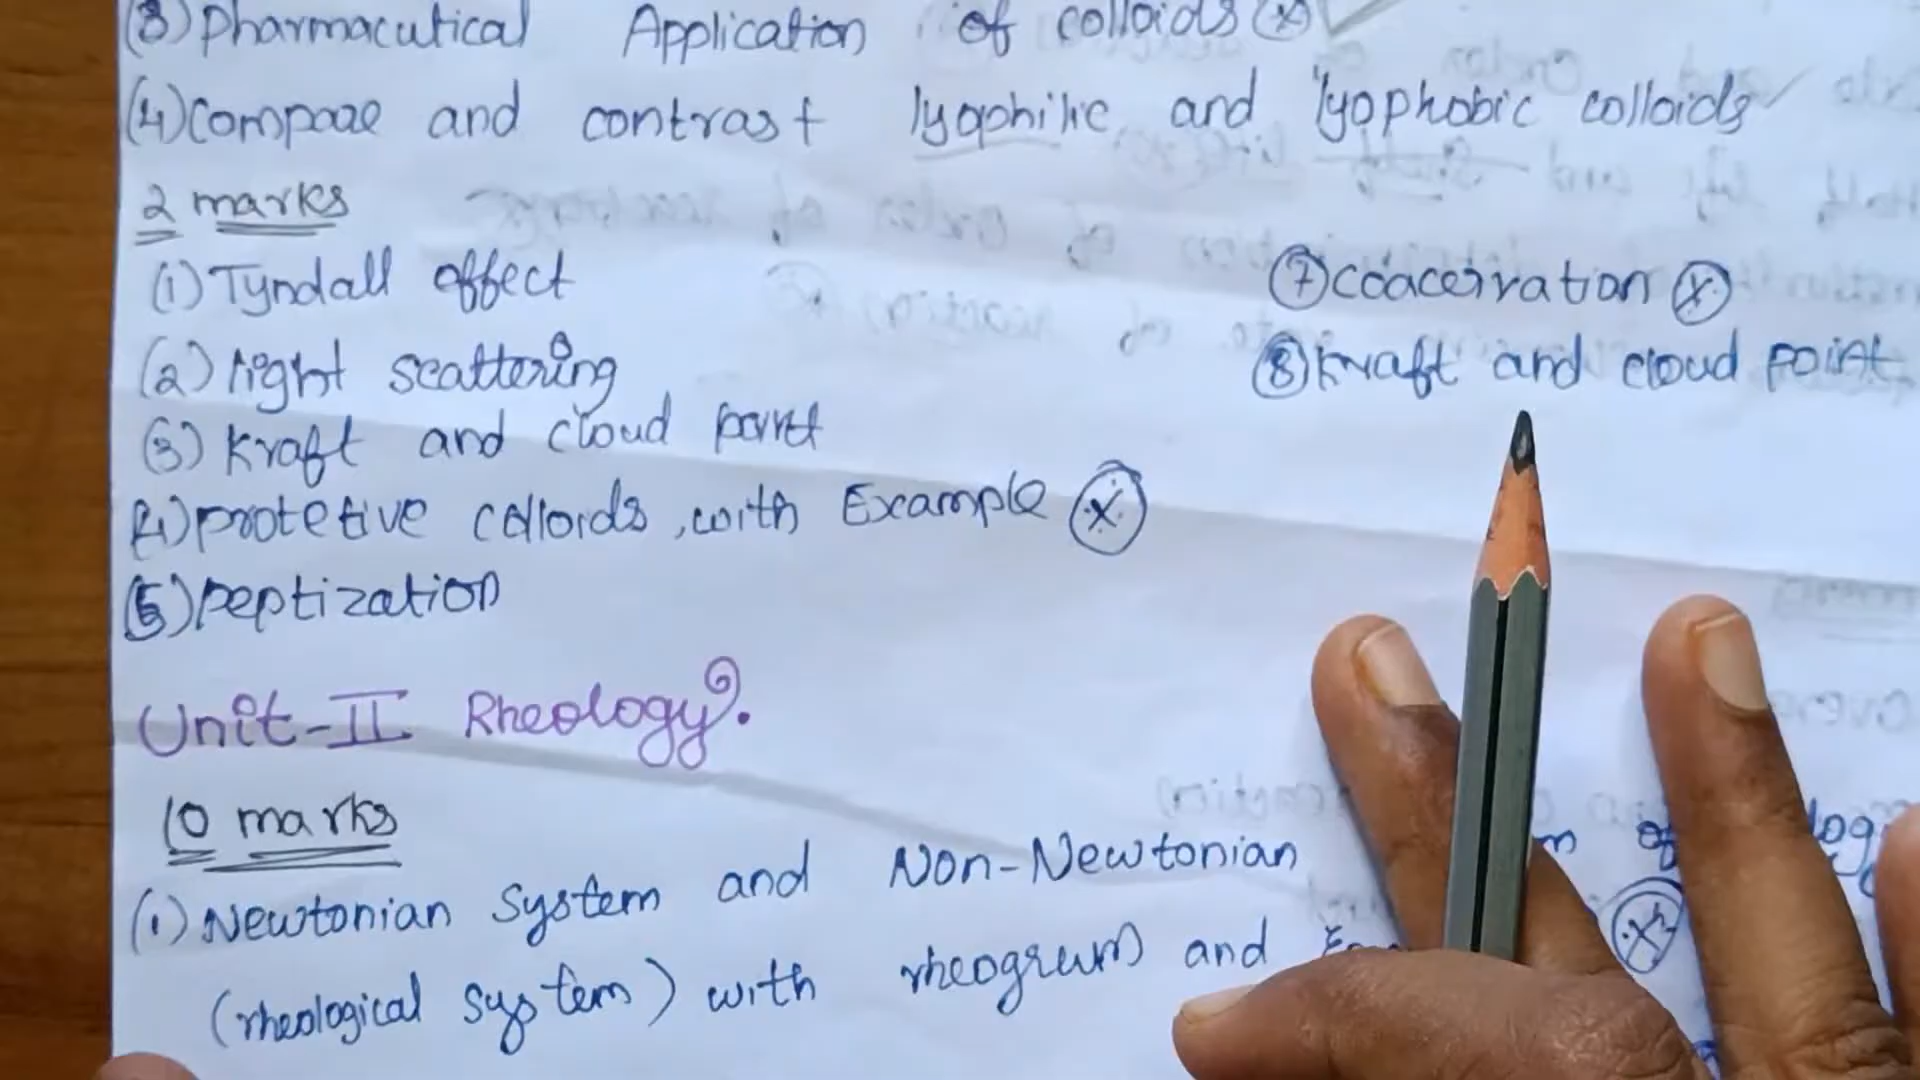 (3) pharmacutical Application of colloids
(4) compare and contrast lyophilic and lyophobic colloids
2 marks
(1) Tyndall effect
(2) light scattering
(3) Kraft and cloud point
(4) protetive colloids, with Example
(5) peptization
(7) coacervation
(8) Kraft and cloud point
Unit-II Rheology.
10 marks
(1) Newtonian System and Non-Newtonian of
(rheological system) with rheogram and